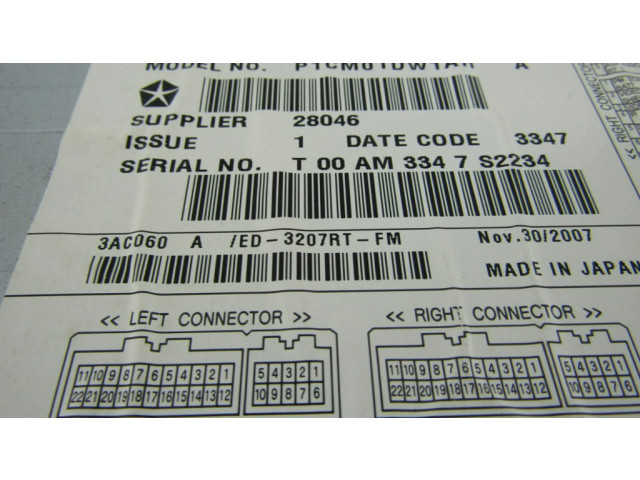 MODEL NO. A
SUPPLIER 28046
ISSUE 1 DATE CODE 3347
SERIAL NO. T 00 AM 334 7 S2234
3AC060 A /ED-3207RT-FM Nov.30/2007
MADE IN JAPAN
<< LEFT CONNECTOR >>
<< RIGHT CONNECTOR >>
11 10 9 8 7 6 5 4 3 2 1
22 21 20 19 18 17 16 15 14 13 12
5 4 3 2 1
10 9 8 7 6
11 10 9 8 7 6 5 4 3 2 1
22 21 20 19 18 17 16 15 14 13 12
5 4 3 2 1
10 9 8 7 6
<< RIGHT CONNECTOR